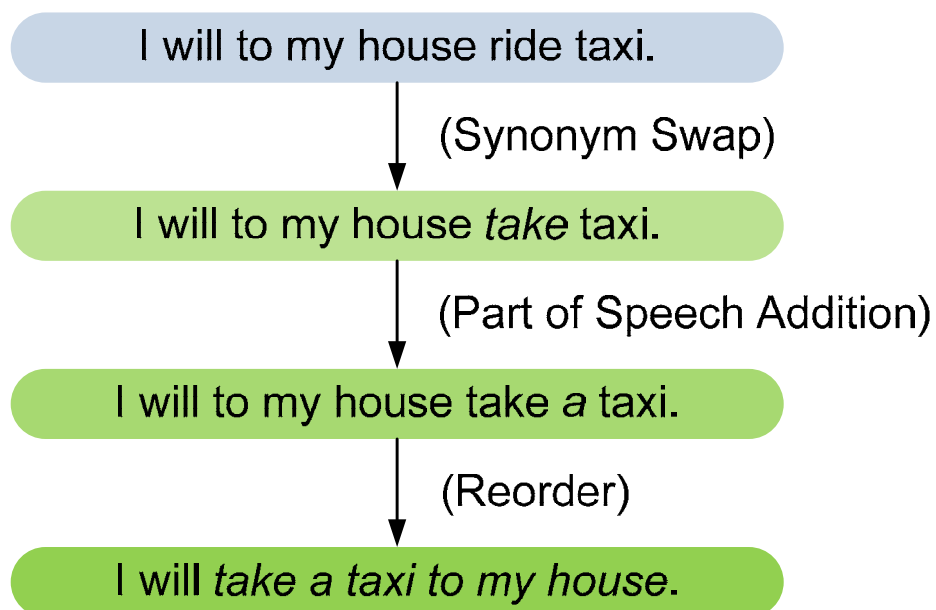 I will to my house ride taxi.
(Synonym Swap)
I will to my house take taxi.
(Part of Speech Addition)
I will to my house take a taxi.
(Reorder)
I will take a taxi to my house.